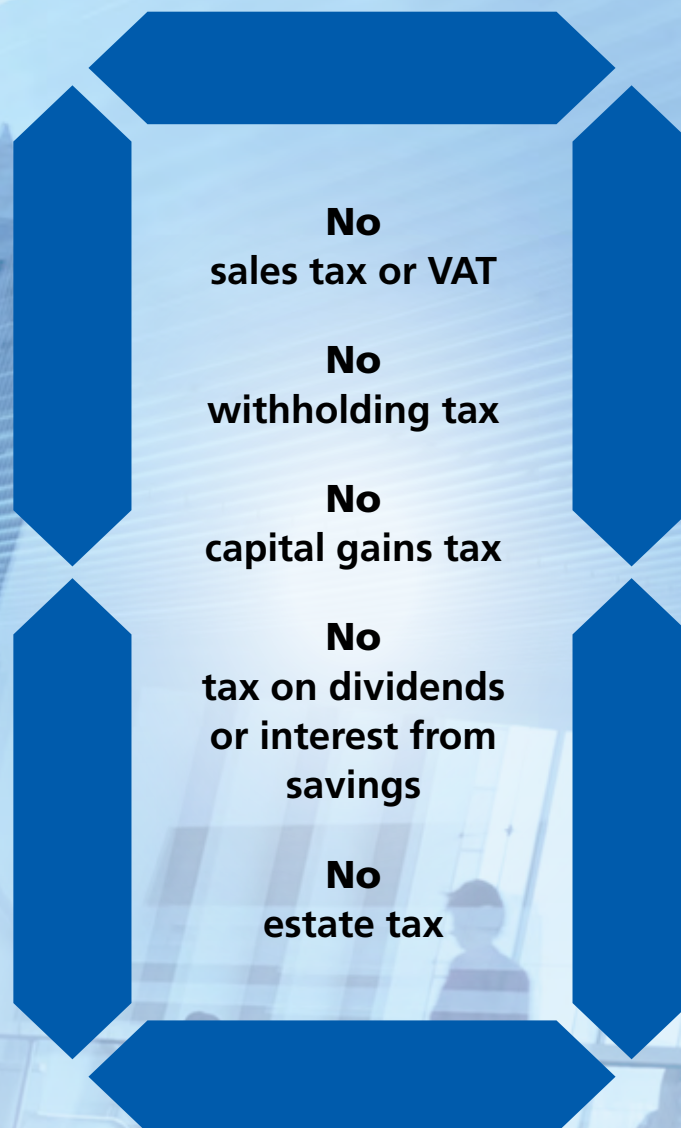 No
sales tax or VAT
No
withholding tax
No
capital gains tax
No
tax on dividends
or interest from
savings
No
estate tax